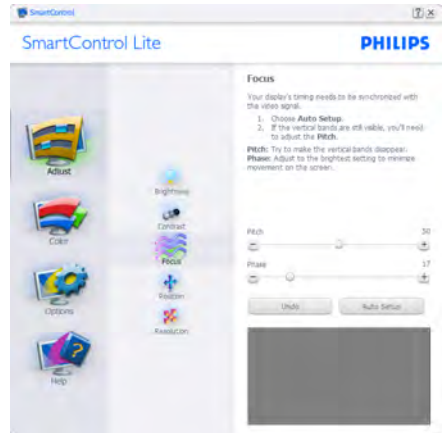 SmartControl
SmartControl Lite
PHILIPS
Focus
Your display's timing needs to be synchronized with
the video signal.
1. Choose Auto Setup.
2. If the vertical bands are still visible, you'll need
to adjust the Pitch.
Pitch: Try to make the vertical bands disappear.
Phase: Adjust to the brightest setting to minimize
movement on the screen.
Adjust
Brightness
Contrast
Color
Focus
Pitch 50
Position
Phase 17
Options
Undo Auto Setup
Resolution
Help